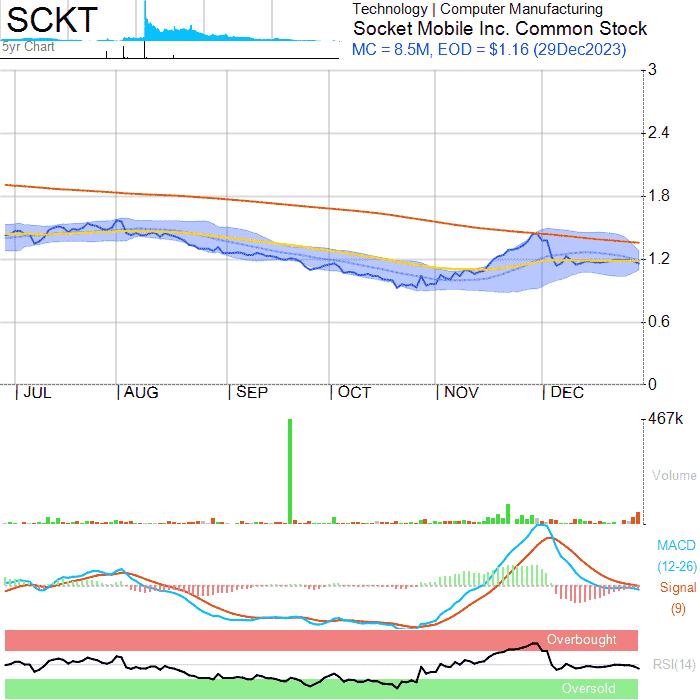 SCKT
5yr Chart
Technology | Computer Manufacturing
Socket Mobile Inc. Common Stock
MC = 8.5M, EOD = $1.16 (29Dec2023)
3
2.4
1.8
1.2
0.6
0
JUL
AUG
SEP
OCT
NOV
DEC
467k
Volume
MACD
(12-26)
Signal
(9)
Overbought
RSI(14)
Oversold